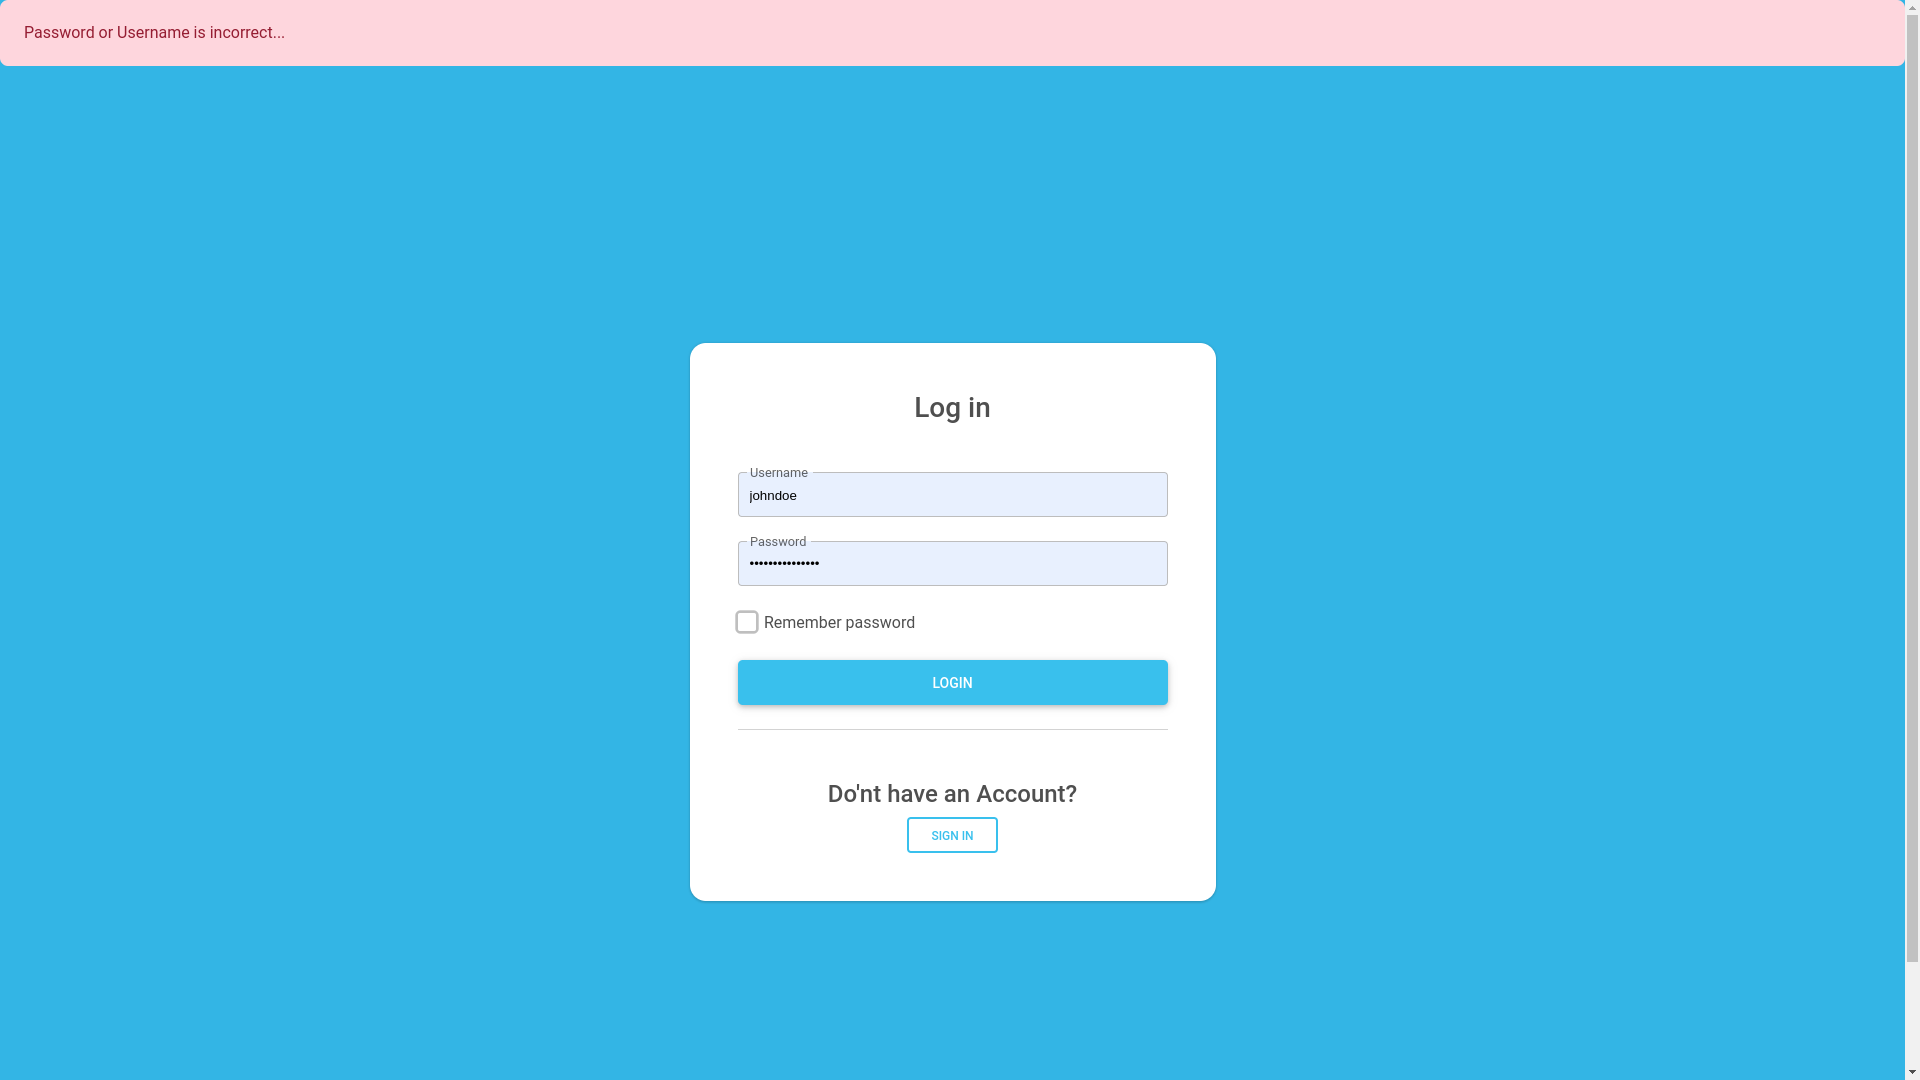 Password or Username is incorrect...
Log in
Username
johndoe
Password
•••••••••••••••
Remember password
LOGIN
Do'nt have an Account?
SIGN IN